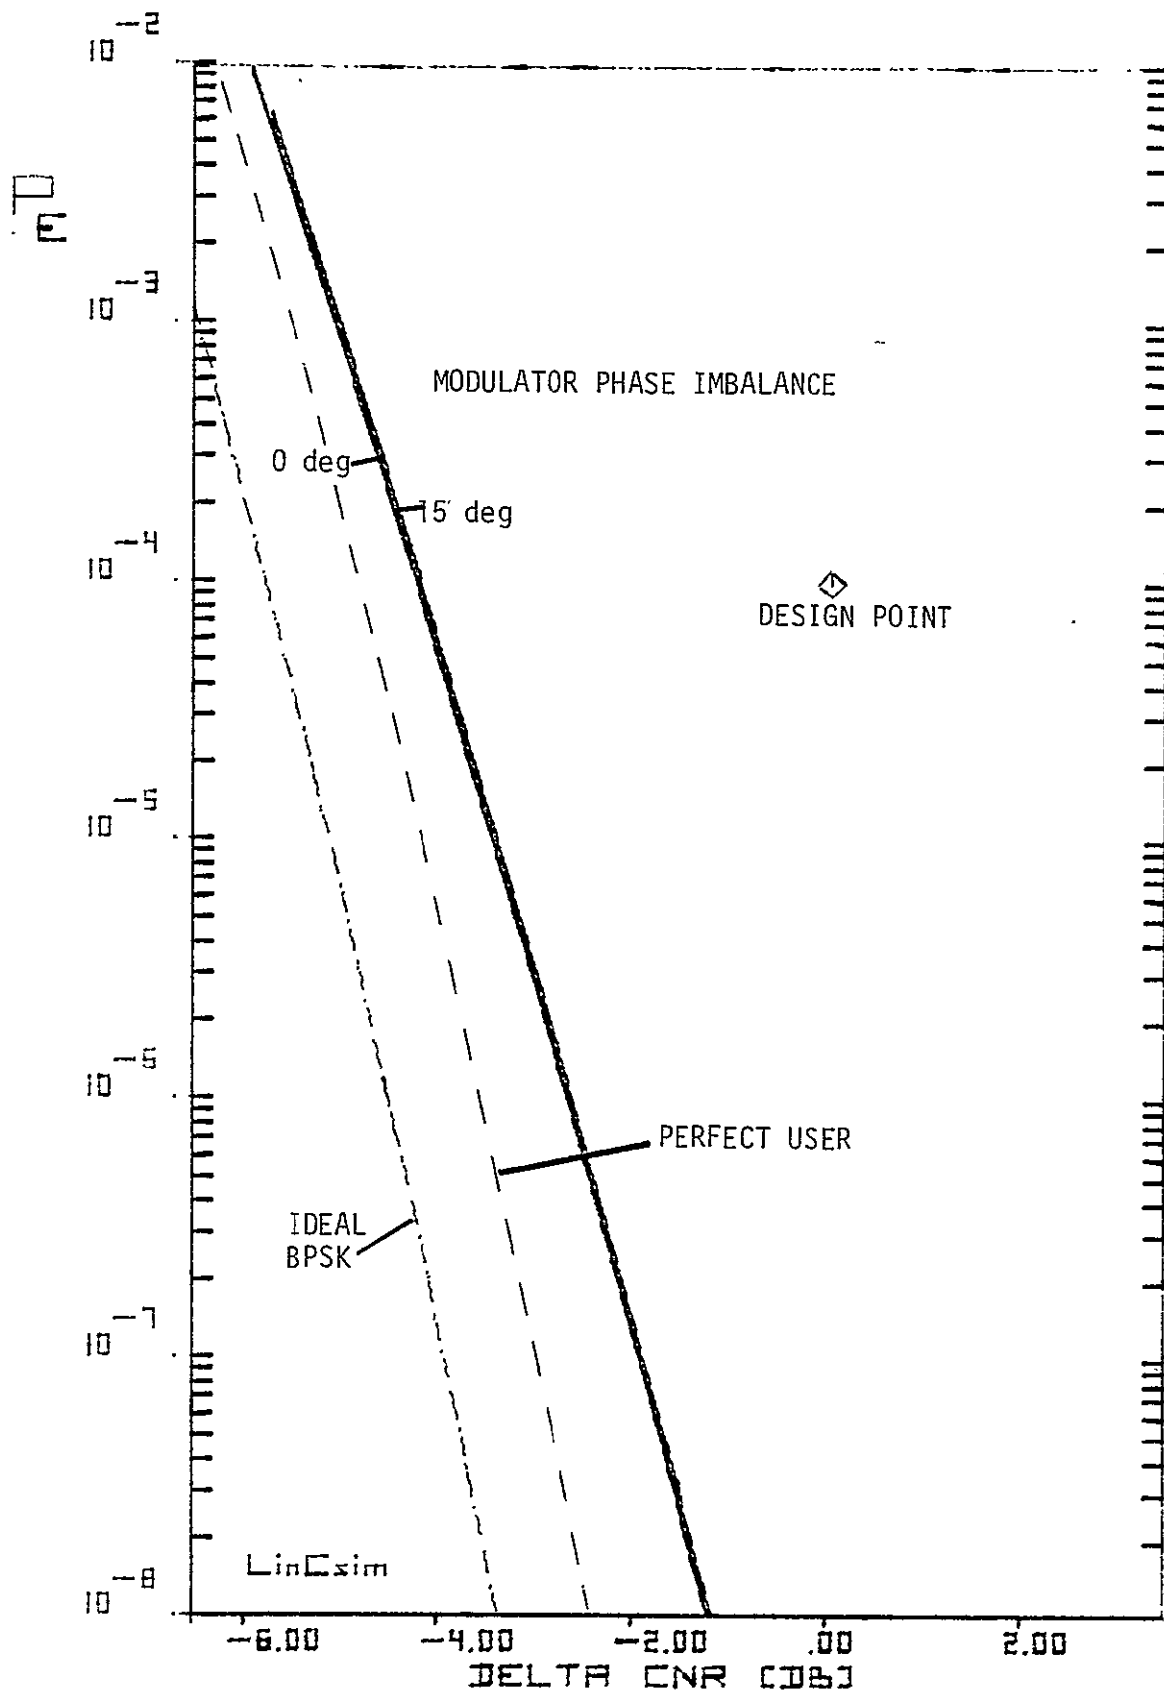 10^-2
P_E
10^-3
MODULATOR PHASE IMBALANCE
0 deg
15 deg
10^-4
DESIGN POINT
10^-5
10^-6
PERFECT USER
IDEAL
BPSK
10^-7
LinCsim
10^-8
-6.00 -4.00 -2.00 .00 2.00
DELTA CNR [DB]